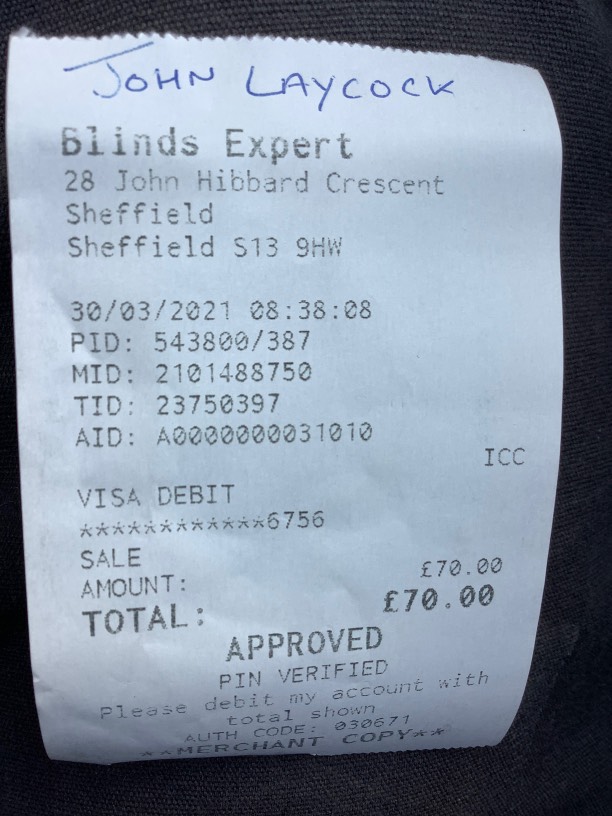 JOHN LAYCOCK
Blinds Expert
28 John Hibbard Crescent
Sheffield
Sheffield S13 9HW
30/03/2021 08:38:08
PID: 543800/387
MID: 2101488750
TID: 23750397
AID: A0000000031010
ICC
VISA DEBIT
************6756
SALE
AMOUNT: £70.00
TOTAL: £70.00
APPROVED
PIN VERIFIED
Please debit my account with
total shown
AUTH CODE: 030671
**MERCHANT COPY**